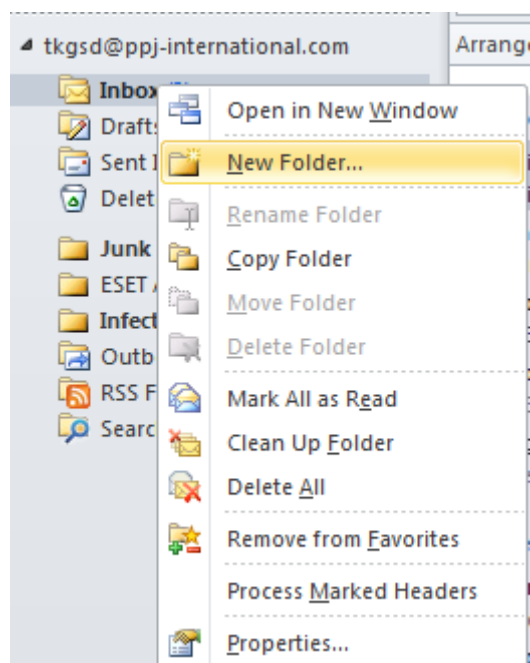 tkgsd@ppj-international.com
Arrang
Inbox
Drafts
Sent I
Delet
Junk
ESET
Infect
Outb
RSS F
Searc
Open in New Window
New Folder...
Rename Folder
Copy Folder
Move Folder
Delete Folder
Mark All as Read
Clean Up Folder
Delete All
Remove from Favorites
Process Marked Headers
Properties...